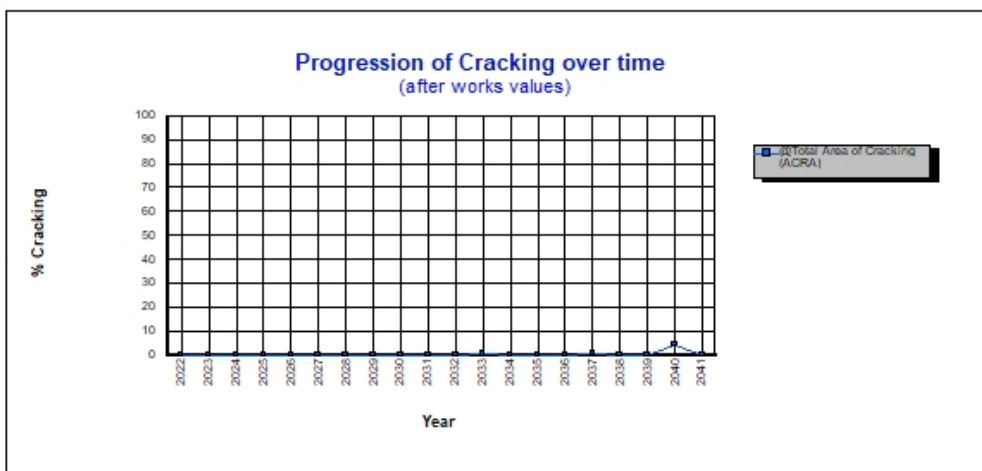 Progression of Cracking over time
(after works values)
100
90
80
70
60
50
40
30
20
10
0
% Cracking
2022 2023 2024 2025 2026 2027 2028 2029 2030 2031 2032 2033 2034 2035 2036 2037 2038 2039 2040 2041
Year
@Total Area of Cracking
(ACRA)